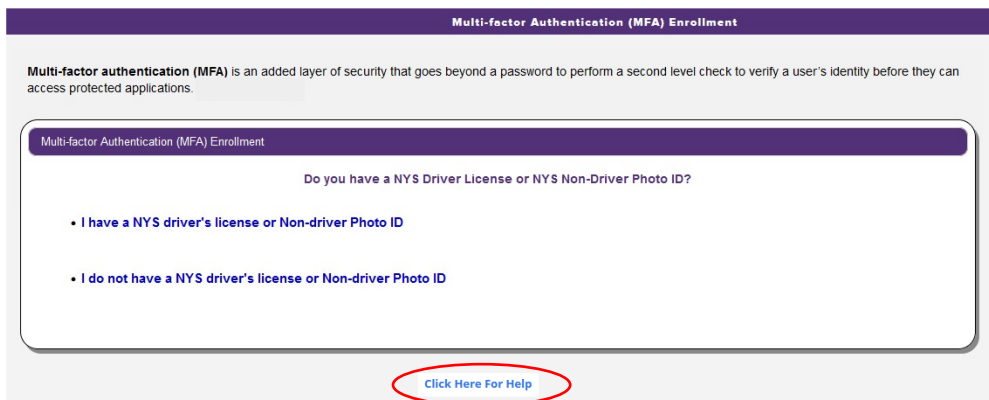 Multi-factor Authentication (MFA) Enrollment
Multi-factor authentication (MFA) is an added layer of security that goes beyond a password to perform a second level check to verify a user's identity before they can
access protected applications.
Multi-factor Authentication (MFA) Enrollment
Do you have a NYS Driver License or NYS Non-Driver Photo ID?
• I have a NYS driver's license or Non-driver Photo ID
• I do not have a NYS driver's license or Non-driver Photo ID
Click Here For Help